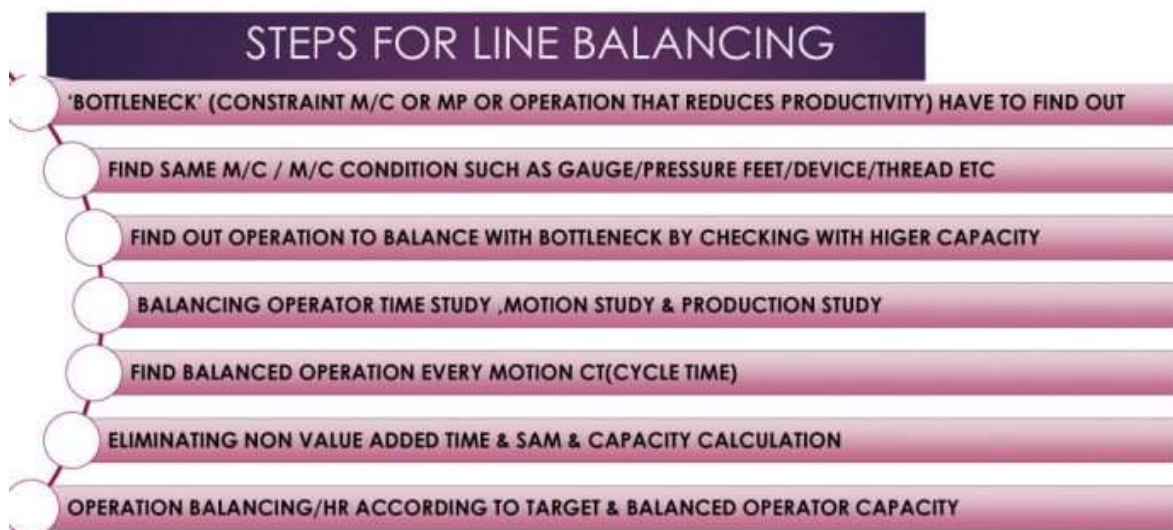 STEPS FOR LINE BALANCING
'BOTTLENECK' (CONSTRAINT M/C OR MP OR OPERATION THAT REDUCES PRODUCTIVITY) HAVE TO FIND OUT
FIND SAME M/C / M/C CONDITION SUCH AS GAUGE/PRESSURE FEET/DEVICE/THREAD ETC
FIND OUT OPERATION TO BALANCE WITH BOTTLENECK BY CHECKING WITH HIGER CAPACITY
BALANCING OPERATOR TIME STUDY ,MOTION STUDY & PRODUCTION STUDY
FIND BALANCED OPERATION EVERY MOTION CT(CYCLE TIME)
ELIMINATING NON VALUE ADDED TIME & SAM & CAPACITY CALCULATION
OPERATION BALANCING/HR ACCORDING TO TARGET & BALANCED OPERATOR CAPACITY